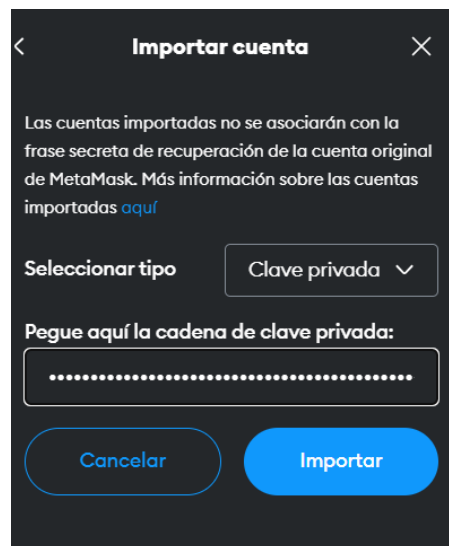 Importar cuenta
Las cuentas importadas no se asociarán con la
frase secreta de recuperación de la cuenta original
de MetaMask. Más información sobre las cuentas
importadas aquí
Seleccionar tipo
Clave privada
Pegue aquí la cadena de clave privada:
••••••••••••••••••••••••••••••••••••••••••••
Cancelar
Importar